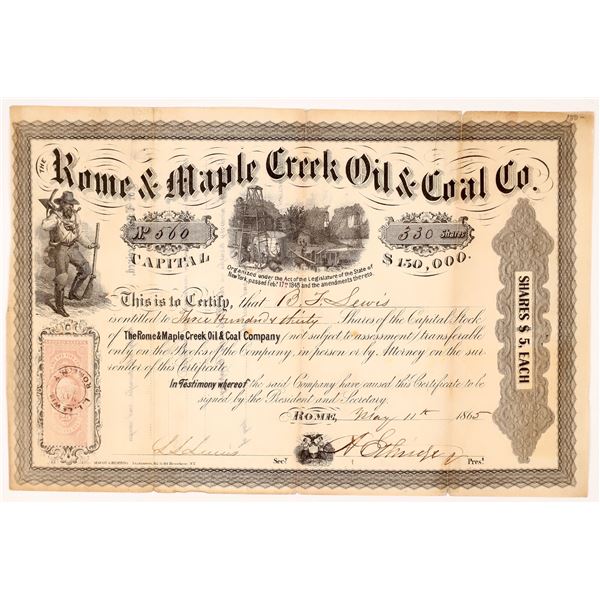 THE
Rome & Maple Creek Oil & Coal Co.
No 560
330 Shares
CAPITAL
$150,000.
Organized under the Act of the Legislature of the State of
New York, passed Feby. 17th 1848 and the amendments thereto.
This is to Certify, that B. F. Lewis
is entitled to Three Hundred & thirty Shares of the Capital Stock
of The Rome & Maple Creek Oil & Coal Company / not subject to assessment / transferable
only on the Books of the Company, in person or by Attorney on the sur
render of this Certificate.
In Testimony whereof the said Company have caused this Certificate to be
signed by the President and Secretary.
ROME, May 11th 1865
Secy.
Prest.
SHARES $5. EACH